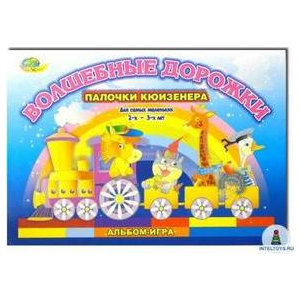 ВОЛШЕБНЫЕ ДОРОЖКИ
ПАЛОЧКИ КЮИЗЕНЕРА
Для самых маленьких
2-х - 3-х лет
АЛЬБОМ-ИГРА
INTELTOYS.RU